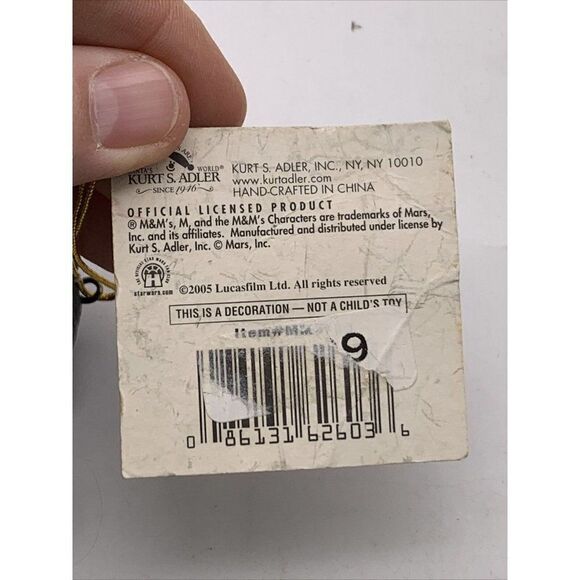 SANTA'S WORLD®
KURT S. ADLER
SINCE 1946
KURT S. ADLER, INC., NY, NY 10010
www.kurtadler.com
HAND-CRAFTED IN CHINA
OFFICIAL LICENSED PRODUCT
® M&M's, M, and the M&M's Characters are trademarks of Mars,
Inc. and its affiliates. Manufactured and distributed under license by
Kurt S. Adler, Inc. © Mars, Inc.
starwars.com
©2005 Lucasfilm Ltd. All rights reserved
THIS IS A DECORATION — NOT A CHILD'S TOY
Item#
9
0 86131 62603 6